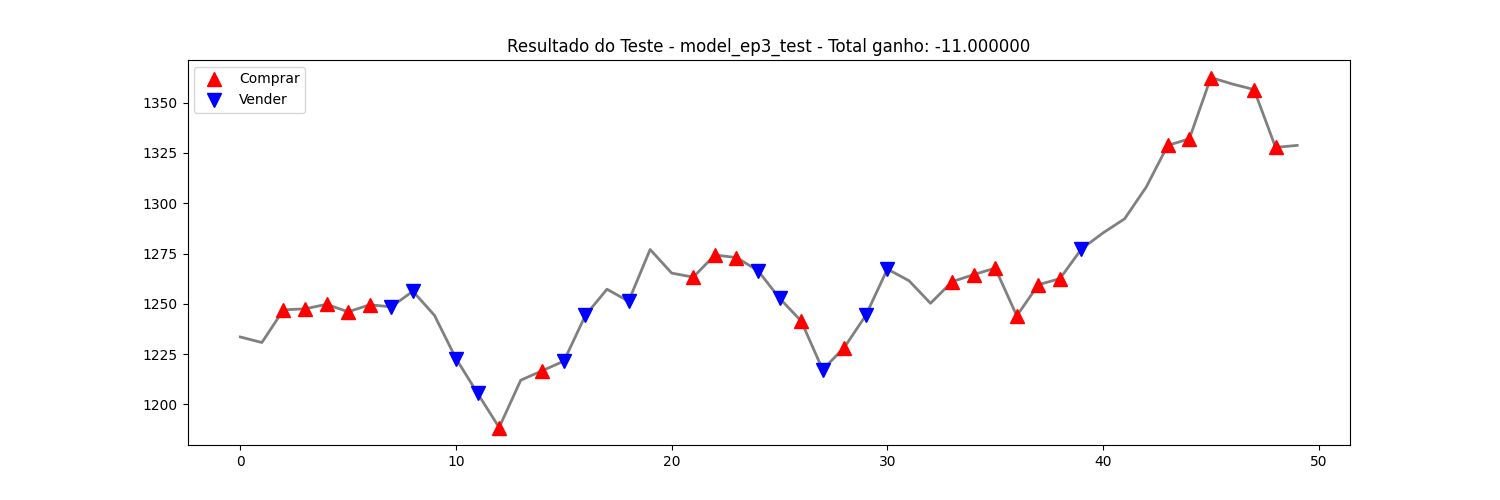 Resultado do Teste - model_ep3_test - Total ganho: -11.000000
Comprar
Vender
1350
1325
1300
1275
1250
1225
1200
0 10 20 30 40 50